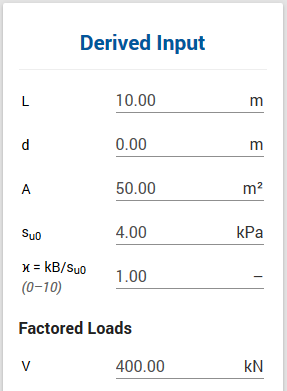 Derived Input
L 10.00 m
d 0.00 m
A 50.00 m²
su0 4.00 kPa
ϰ = kB/su0 1.00 –
(0–10)
Factored Loads
V 400.00 kN